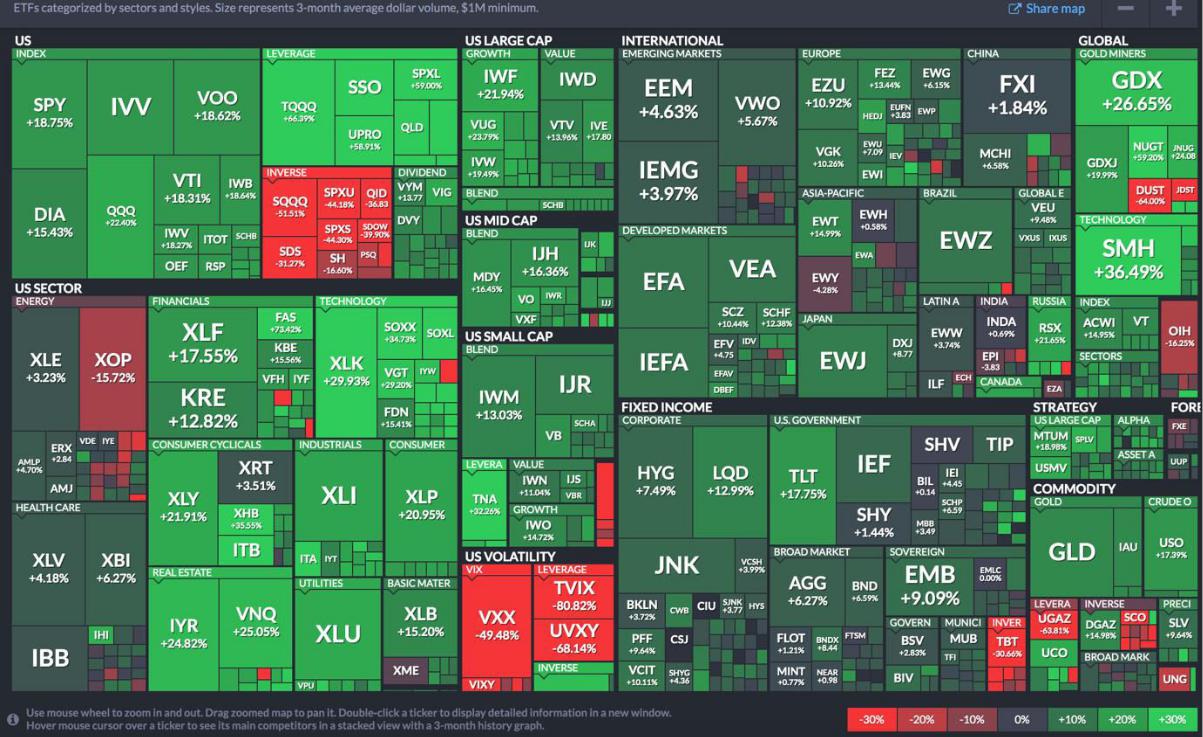 ETFs categorized by sectors and styles. Size represents 3-month average dollar volume, $1M minimum.
Share map
US
INDEX
SPY
+18.75%
IVV
VOO
+18.62%
DIA
+15.43%
QQQ
+22.40%
VTI
+18.31%
IWB
+18.64%
IWV
+18.27%
ITOT
SCHB
OEF
RSP
LEVERAGE
TQQQ
+66.39%
SSO
SPXL
+59.00%
UPRO
+58.91%
QLD
INVERSE
SQQQ
-51.51%
SPXU
-44.18%
QID
-36.83
SDS
-31.27%
SPXS
-44.30%
SDOW
-39.90%
SH
-16.60%
PSQ
DIVIDEND
VYM
+13.77
VIG
DVY
US LARGE CAP
GROWTH
IWF
+21.94%
VUG
+23.79%
IVW
+19.49%
VALUE
IWD
VTV
+13.96%
IVE
+17.80
BLEND
SCHB
US MID CAP
BLEND
MDY
+16.45%
IJH
+16.36%
VO
IWR
VXF
IJK
IJJ
US SMALL CAP
BLEND
IWM
+13.03%
IJR
VB
SCHA
LEVERA
TNA
+32.26%
VALUE
IWN
+11.04%
IJS
VBR
GROWTH
IWO
+14.72%
US VOLATILITY
VIX
VXX
-49.48%
VIXY
LEVERAGE
TVIX
-80.82%
UVXY
-68.14%
INVERSE
US SECTOR
ENERGY
XLE
+3.23%
XOP
-15.72%
AMLP
+4.70%
ERX
+2.84
VDE
IYE
AMJ
FINANCIALS
XLF
+17.55%
KRE
+12.82%
FAS
+73.42%
KBE
+15.56%
VFH
IYF
TECHNOLOGY
XLK
+29.93%
SOXX
+34.73%
SOXL
VGT
+29.20%
IYW
FDN
+15.41%
HEALTH CARE
XLV
+4.18%
XBI
+6.27%
IBB
IHI
CONSUMER CYCLICALS
XLY
+21.91%
XRT
+3.51%
XHB
+35.55%
ITB
INDUSTRIALS
XLI
ITA
IYT
CONSUMER
XLP
+20.95%
REAL ESTATE
IYR
+24.82%
VNQ
+25.05%
UTILITIES
XLU
VPU
BASIC MATER
XLB
+15.20%
XME
INTERNATIONAL
EMERGING MARKETS
EEM
+4.63%
VWO
+5.67%
IEMG
+3.97%
DEVELOPED MARKETS
EFA
VEA
IEFA
SCZ
+10.44%
SCHF
+12.38%
EFV
+4.75
IDV
EFAV
DBEF
EUROPE
EZU
+10.92%
FEZ
+13.44%
EWG
+6.15%
HEDJ
EUFN
+3.83
EWP
VGK
+10.26%
EWU
+7.09
IEV
EWI
CHINA
FXI
+1.84%
MCHI
+6.58%
ASIA-PACIFIC
EWT
+14.99%
EWH
+0.58%
EWA
EWY
-4.28%
BRAZIL
EWZ
GLOBAL E
VEU
+9.48%
VXUS
IXUS
JAPAN
EWJ
DXJ
+8.77
LATIN A
EWW
+3.74%
ILF
ECH
INDIA
INDA
+0.69%
EPI
-3.83
RUSSIA
RSX
+21.65%
CANADA
EZA
GLOBAL
GOLD MINERS
GDX
+26.65%
GDXJ
+19.99%
NUGT
+59.20%
JNUG
+24.08
DUST
-64.00%
JDST
TECHNOLOGY
SMH
+36.49%
INDEX
ACWI
+14.95%
VT
SECTORS
OIH
-16.25%
FIXED INCOME
CORPORATE
HYG
+7.49%
LQD
+12.99%
JNK
VCSH
+3.99%
BKLN
+3.72%
CWB
CIU
SJNK
+3.77
HYS
PFF
+9.64%
CSJ
VCIT
+10.11%
SHYG
+4.36
U.S. GOVERNMENT
TLT
+17.75%
IEF
SHV
TIP
SHY
+1.44%
BIL
+0.14
IEI
+4.45
SCHP
+6.59
MBB
+3.49
BROAD MARKET
AGG
+6.27%
BND
+6.59%
FLOT
+1.21%
BNDX
+8.44
FTSM
MINT
+0.77%
NEAR
+0.98
SOVEREIGN
EMB
+9.09%
EMLC
0.00%
GOVERN
BSV
+2.83%
BIV
MUNICI
MUB
TFI
INVER
TBT
-30.66%
STRATEGY
US LARGE CAP
MTUM
+18.98%
SPLV
USMV
ALPHA
ASSET A
FORE
FXE
UUP
COMMODITY
GOLD
GLD
IAU
CRUDE O
USO
+17.39%
LEVERA
UGAZ
-63.81%
UCO
INVERSE
DGAZ
+14.98%
SCO
PRECI
SLV
+9.64%
BROAD MARK
UNG
Use mouse wheel to zoom in and out. Drag zoomed map to pan it. Double-click a ticker to display detailed information in a new window.
Hover mouse cursor over a ticker to see its main competitors in a stacked view with a 3-month history graph.
-30%
-20%
-10%
0%
+10%
+20%
+30%